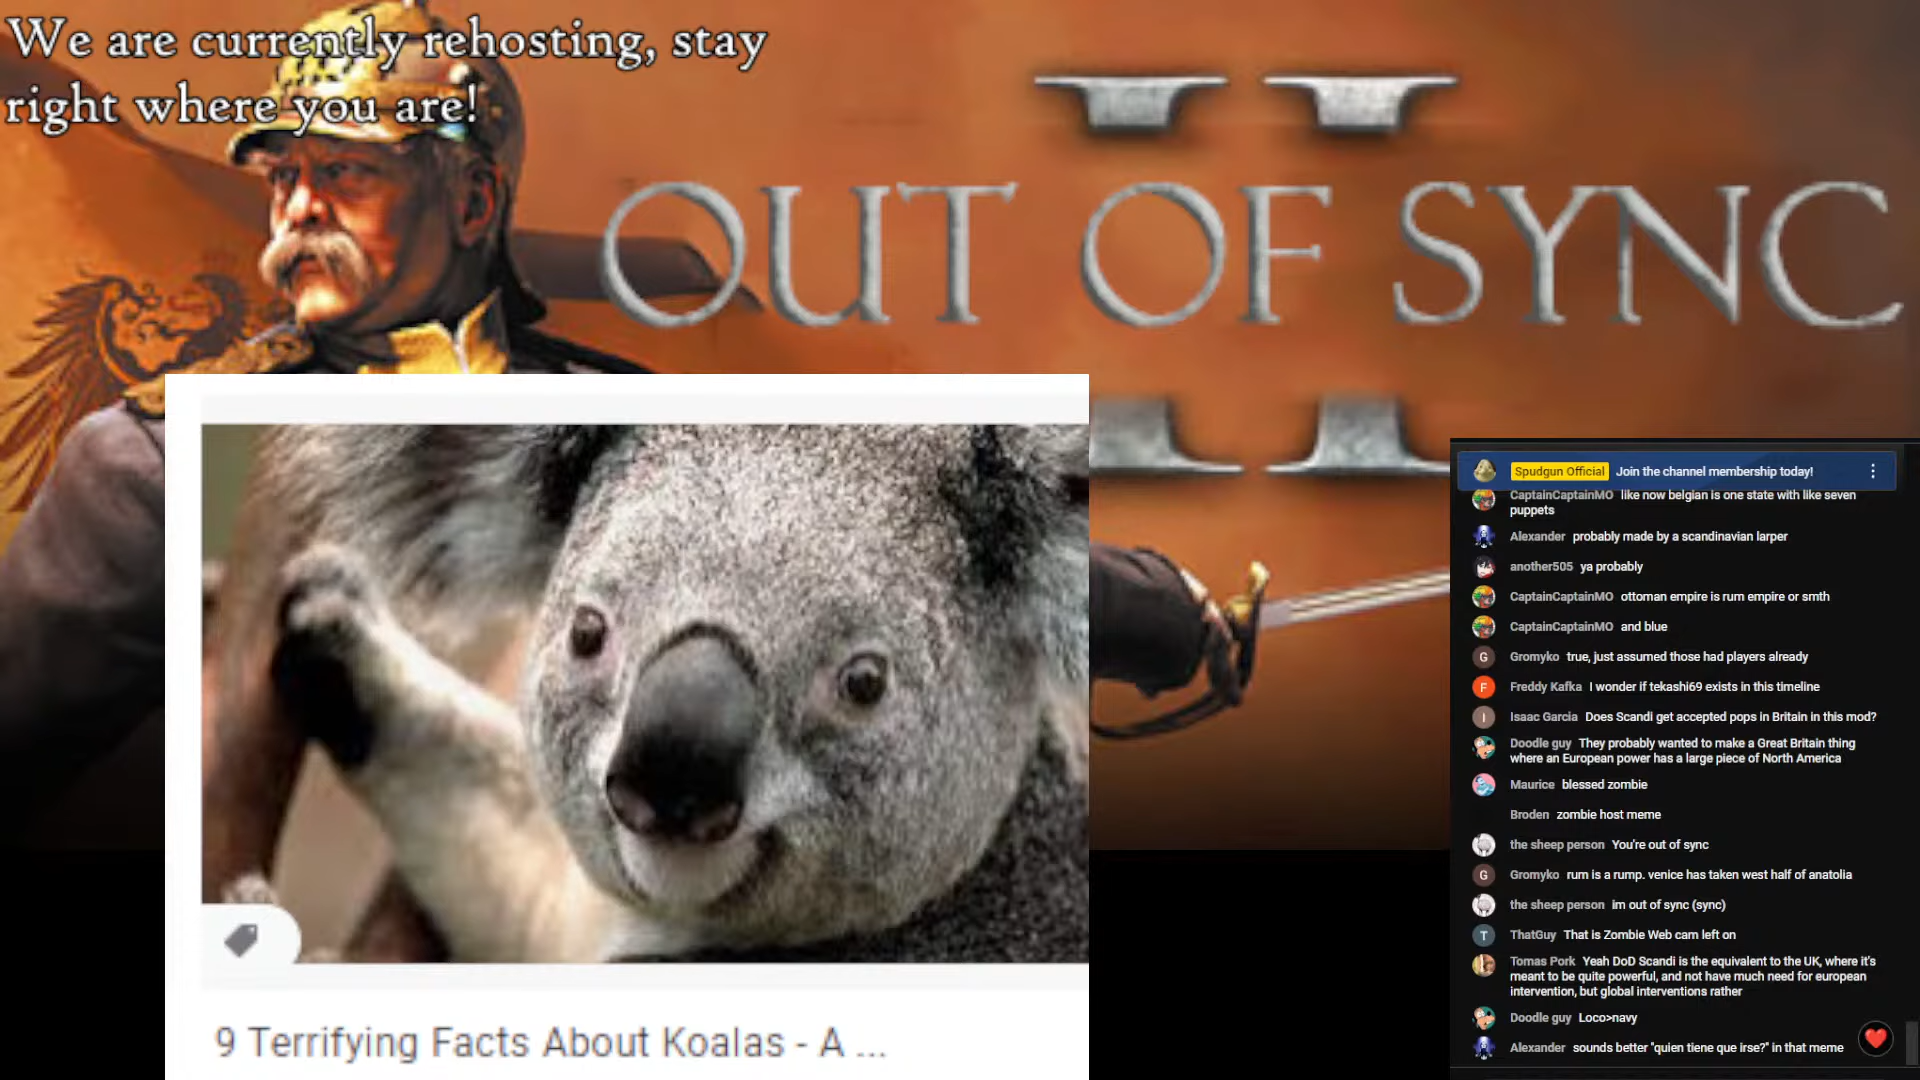 We are currently rehosting, stay
right where you are!
II
OUT OF SYNC
9 Terrifying Facts About Koalas - A ...
Spudgun Official Join the channel membership today!
CaptainCaptainMO like now belgian is one state with like seven
puppets
Alexander probably made by a scandinavian larper
another505 ya probably
CaptainCaptainMO ottoman empire is rum empire or smth
CaptainCaptainMO and blue
G Gromyko true, just assumed those had players already
F Freddy Kafka I wonder if tekashi69 exists in this timeline
I Isaac Garcia Does Scandi get accepted pops in Britain in this mod?
Doodle guy They probably wanted to make a Great Britain thing
where an European power has a large piece of North America
Maurice blessed zombie
Broden zombie host meme
the sheep person You're out of sync
G Gromyko rum is a rump. venice has taken west half of anatolia
the sheep person im out of sync (sync)
T ThatGuy That is Zombie Web cam left on
Tomas Pork Yeah DoD Scandi is the equivalent to the UK, where it's
meant to be quite powerful, and not have much need for european
intervention, but global interventions rather
Doodle guy Loco>navy
Alexander sounds better "quien tiene que irse?" in that meme